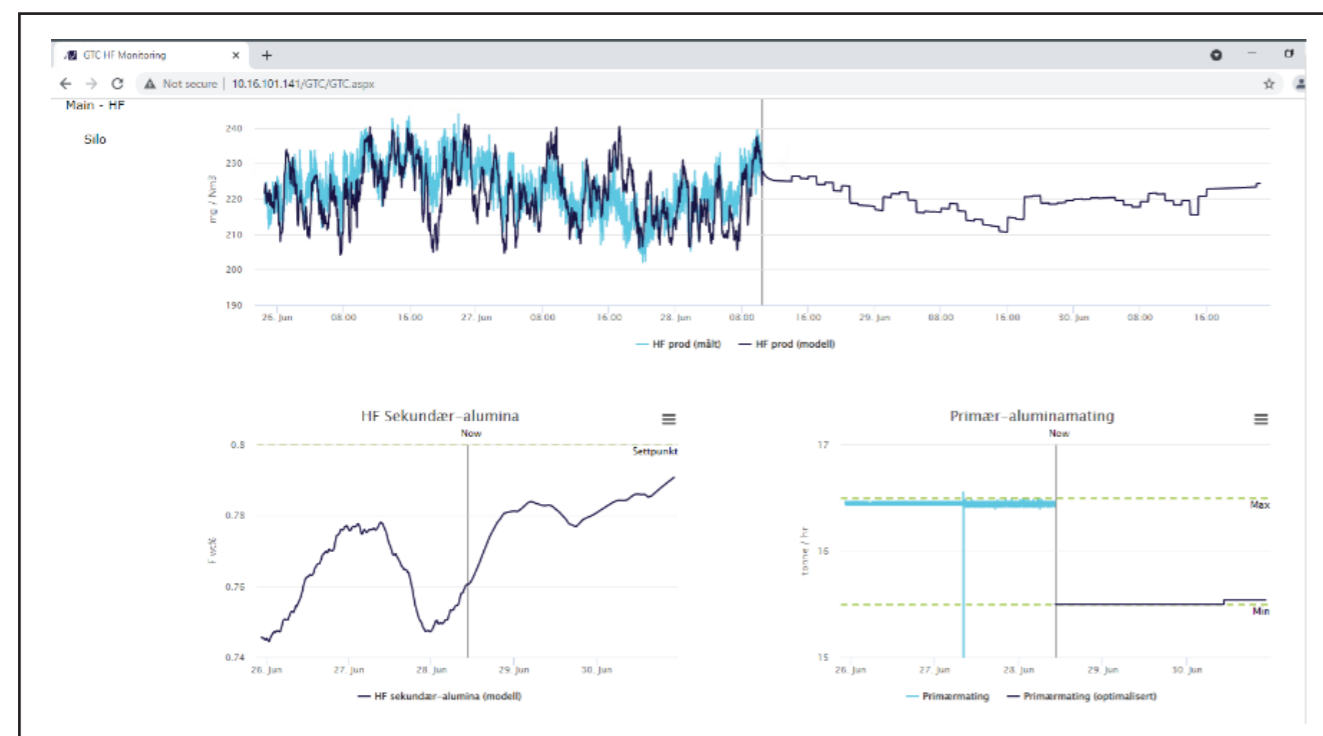 GTC HF Monitoring × +
Not secure | 10.16.101.141/GTC/GTC.aspx
Main - HF
Silo
mg / Nm3
240
230
220
210
200
190
26. Jun 08:00 16:00 27. Jun 08:00 16:00 28. Jun 08:00 16:00 29. Jun 08:00 16:00 30. Jun 08:00 16:00
HF prod (målt) HF prod (modell)
HF Sekundær-alumina
Now
Settpunkt
F wt%
0.8
0.78
0.76
0.74
26. Jun 27. Jun 28. Jun 29. Jun 30. Jun
HF sekundær-alumina (modell)
Primær-aluminamating
Now
Max
Min
tonne / hr
17
16
15
26. Jun 27. Jun 28. Jun 29. Jun 30. Jun
Primærmating Primærmating (optimalisert)